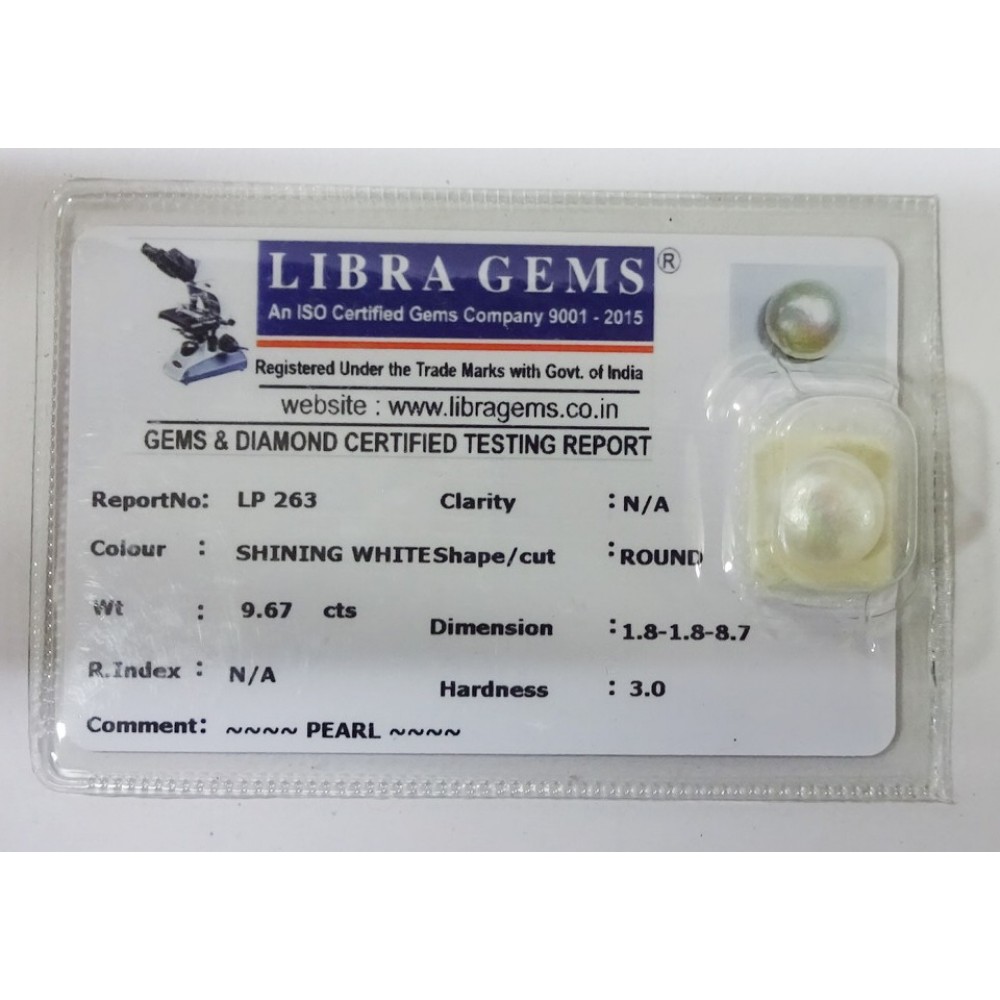 LIBRA GEMS ®
An ISO Certified Gems Company 9001 - 2015
Registered Under the Trade Marks with Govt. of India
website : www.libragems.co.in
GEMS & DIAMOND CERTIFIED TESTING REPORT
ReportNo: LP 263 Clarity : N/A
Colour : SHINING WHITE Shape/cut : ROUND
Wt : 9.67 cts Dimension : 1.8-1.8-8.7
R.Index : N/A Hardness : 3.0
Comment: ~~~~ PEARL ~~~~